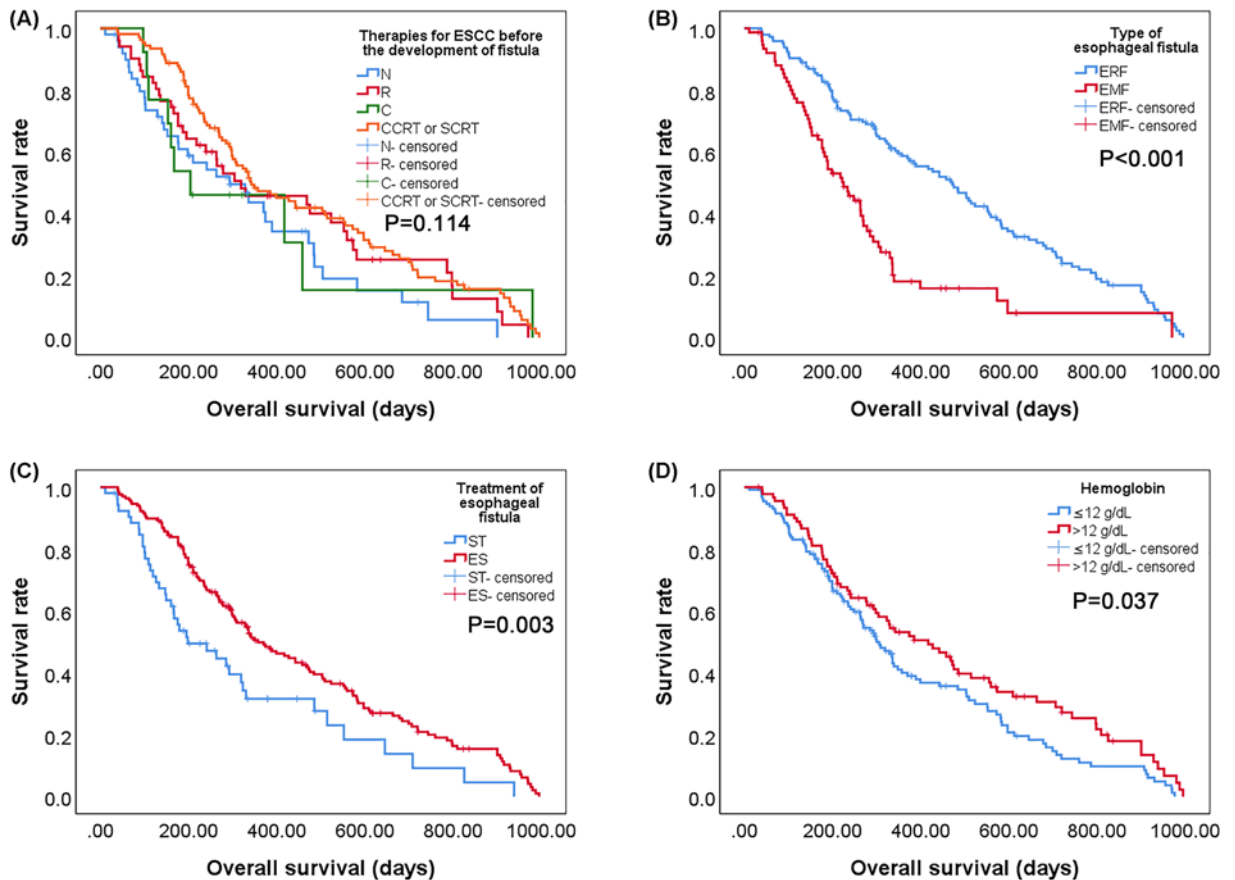 (A)
Therapies for ESCC before
the development of fistula
N
R
C
CCRT or SCRT
N- censored
R- censored
C- censored
CCRT or SCRT- censored
P=0.114
Survival rate
1.0
0.8
0.6
0.4
0.2
0.0
.00 200.00 400.00 600.00 800.00 1000.00
Overall survival (days)
(B)
Type of
esophageal fistula
ERF
EMF
ERF- censored
EMF- censored
P<0.001
Survival rate
1.0
0.8
0.6
0.4
0.2
0.0
.00 200.00 400.00 600.00 800.00 1000.00
Overall survival (days)
(C)
Treatment of
esophageal
fistula
ST
ES
ST- censored
ES- censored
P=0.003
Survival rate
1.0
0.8
0.6
0.4
0.2
0.0
.00 200.00 400.00 600.00 800.00 1000.00
Overall survival (days)
(D)
Hemoglobin
≤12 g/dL
>12 g/dL
≤12 g/dL- censored
>12 g/dL- censored
P=0.037
Survival rate
1.0
0.8
0.6
0.4
0.2
0.0
.00 200.00 400.00 600.00 800.00 1000.00
Overall survival (days)